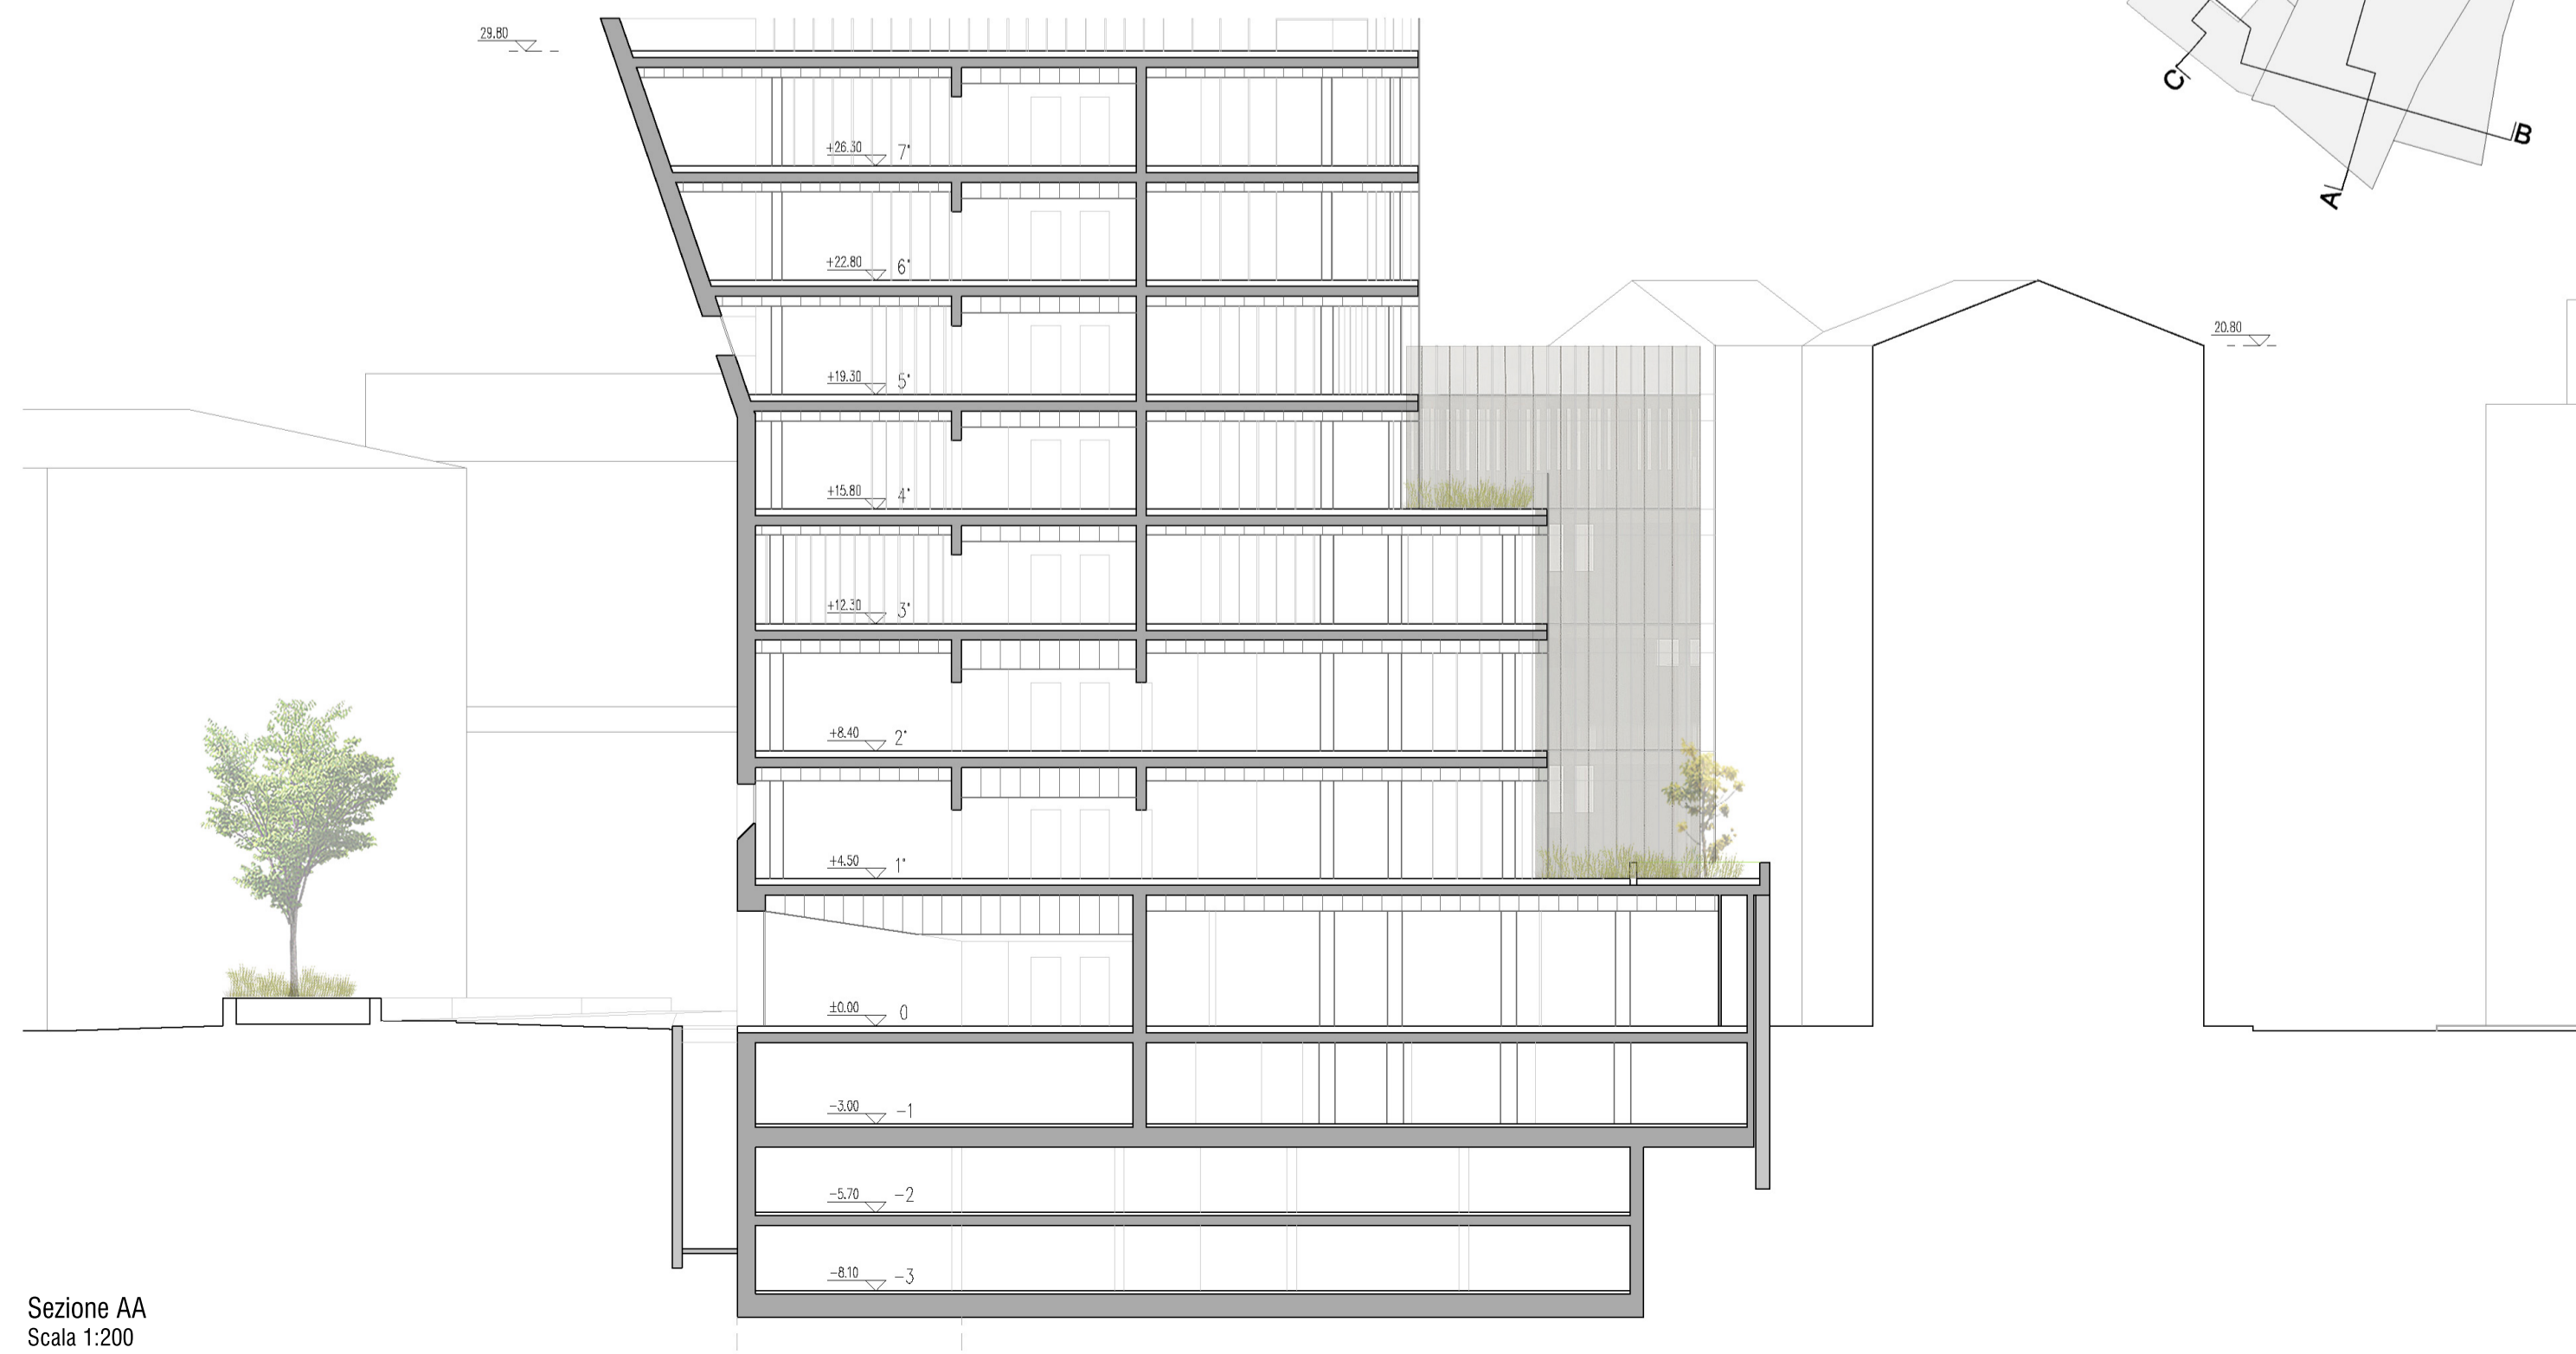 29.80
C
B
A
+26.30 7°
+22.80 6°
20.80
+19.30 5°
+15.80 4°
+12.30 3°
+8.40 2°
+4.50 1°
±0.00 0
-3.00 -1
-5.70 -2
-8.10 -3
Sezione AA
Scala 1:200